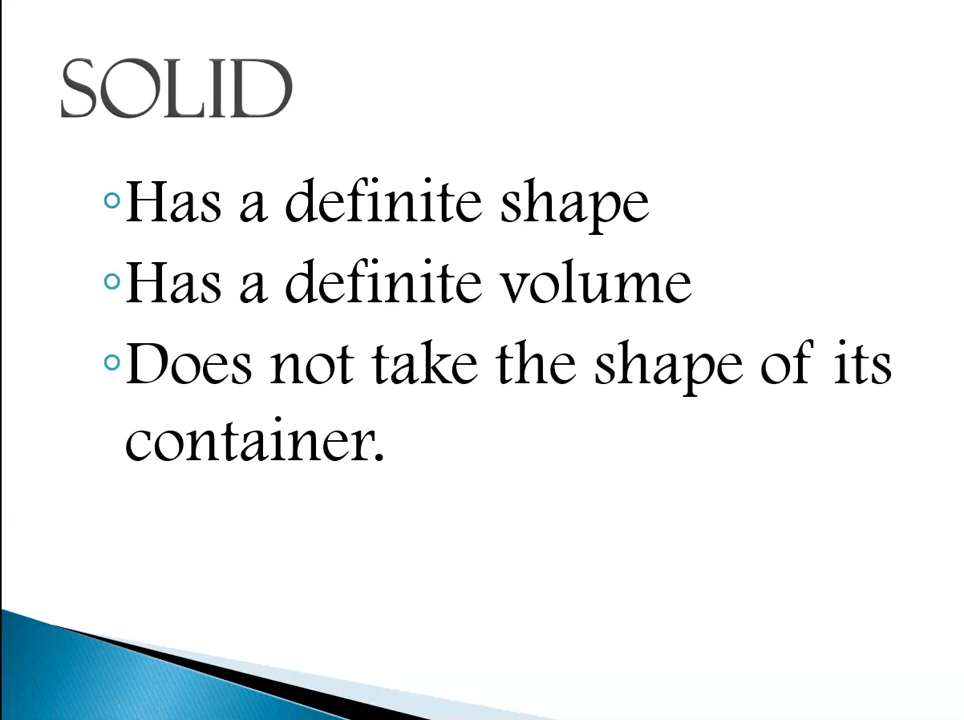 SOLID
◦Has a definite shape
◦Has a definite volume
◦Does not take the shape of its
container.